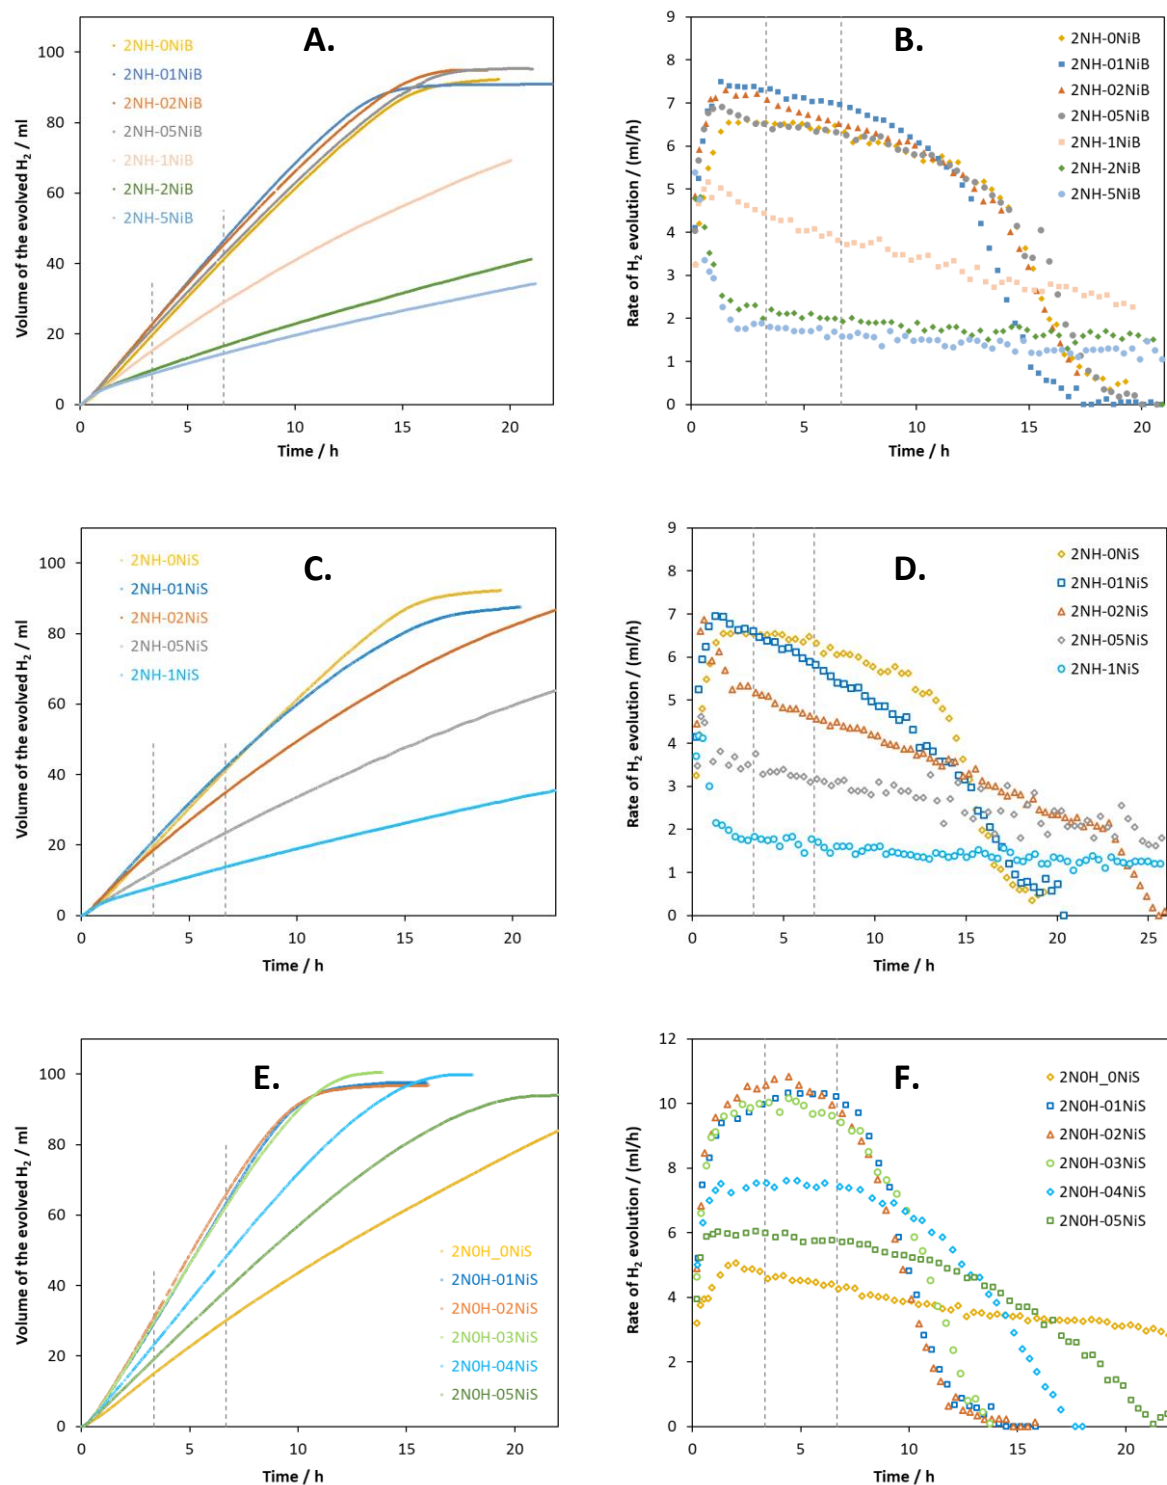 A.
Volume of the evolved H₂ / ml
100
80
60
40
20
0
2NH-0NiB
2NH-01NiB
2NH-02NiB
2NH-05NiB
2NH-1NiB
2NH-2NiB
2NH-5NiB
0 5 10 15 20
Time / h
B.
Rate of H₂ evolution / (ml/h)
9
8
7
6
5
4
3
2
1
0
2NH-0NiB
2NH-01NiB
2NH-02NiB
2NH-05NiB
2NH-1NiB
2NH-2NiB
2NH-5NiB
0 5 10 15 20
Time / h
C.
Volume of the evolved H₂ / ml
100
80
60
40
20
0
2NH-0NiS
2NH-01NiS
2NH-02NiS
2NH-05NiS
2NH-1NiS
0 5 10 15 20
Time / h
D.
Rate of H₂ evolution / (ml/h)
9
8
7
6
5
4
3
2
1
0
2NH-0NiS
2NH-01NiS
2NH-02NiS
2NH-05NiS
2NH-1NiS
0 5 10 15 20 25
Time / h
E.
Volume of the evolved H₂ / ml
100
80
60
40
20
0
2N0H_0NiS
2N0H-01NiS
2N0H-02NiS
2N0H-03NiS
2N0H-04NiS
2N0H-05NiS
0 5 10 15 20
Time / h
F.
Rate of H₂ evolution / (ml/h)
12
10
8
6
4
2
0
2N0H_0NiS
2N0H-01NiS
2N0H-02NiS
2N0H-03NiS
2N0H-04NiS
2N0H-05NiS
0 5 10 15 20
Time / h